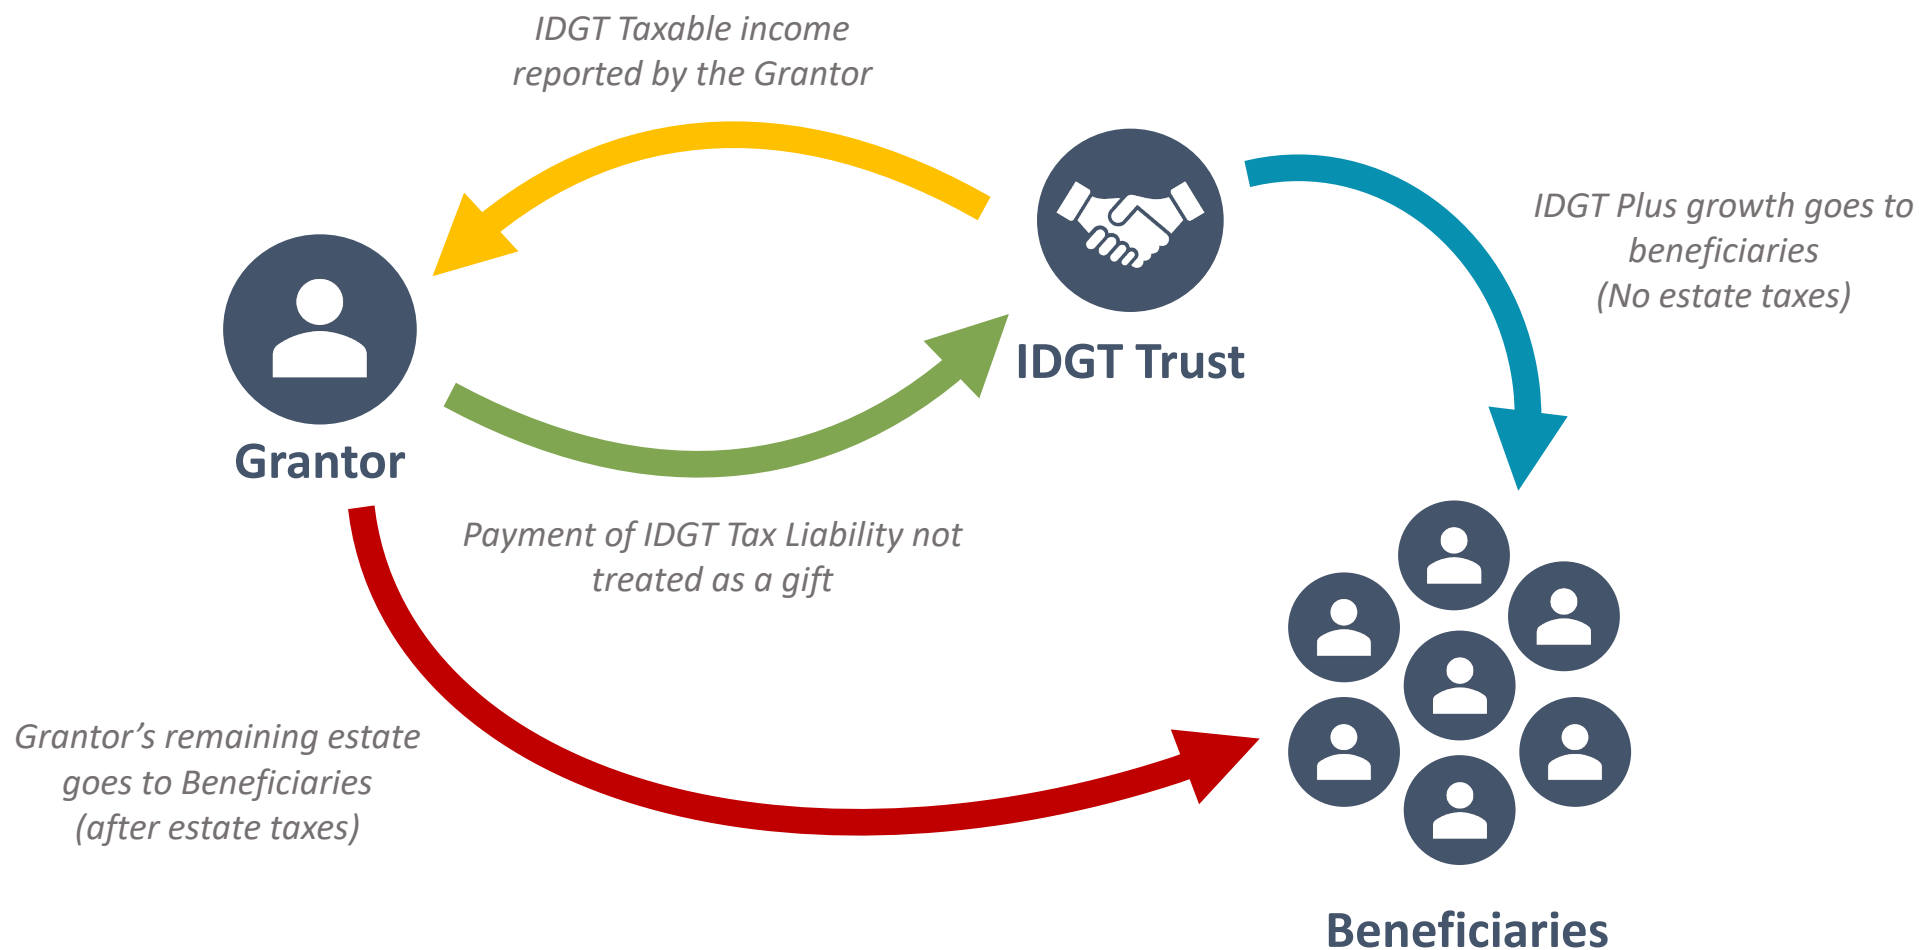 IDGT Taxable income
reported by the Grantor
IDGT Plus growth goes to
beneficiaries
(No estate taxes)
IDGT Trust
Grantor
Payment of IDGT Tax Liability not
treated as a gift
Grantor’s remaining estate
goes to Beneficiaries
(after estate taxes)
Beneficiaries